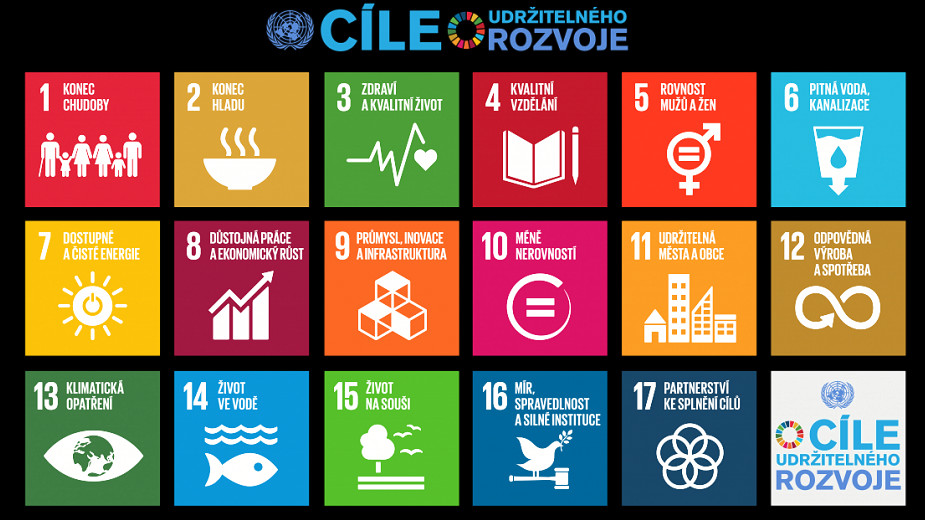 CÍLE UDRŽITELNÉHO
ROZVOJE
1 KONEC
CHUDOBY
2 KONEC
HLADU
3 ZDRAVÍ
A KVALITNÍ ŽIVOT
4 KVALITNÍ
VZDĚLÁNÍ
5 ROVNOST
MUŽŮ A ŽEN
6 PITNÁ VODA,
KANALIZACE
7 DOSTUPNÉ
A ČISTÉ ENERGIE
8 DŮSTOJNÁ PRÁCE
A EKONOMICKÝ RŮST
9 PRŮMYSL, INOVACE
A INFRASTRUKTURA
10 MÉNĚ
NEROVNOSTÍ
11 UDRŽITELNÁ
MĚSTA A OBCE
12 ODPOVĚDNÁ
VÝROBA
A SPOTŘEBA
13 KLIMATICKÁ
OPATŘENÍ
14 ŽIVOT
VE VODĚ
15 ŽIVOT
NA SOUŠI
16 MÍR,
SPRAVEDLNOST
A SILNÉ INSTITUCE
17 PARTNERSTVÍ
KE SPLNĚNÍ CÍLŮ
CÍLE
UDRŽITELNÉHO
ROZVOJE